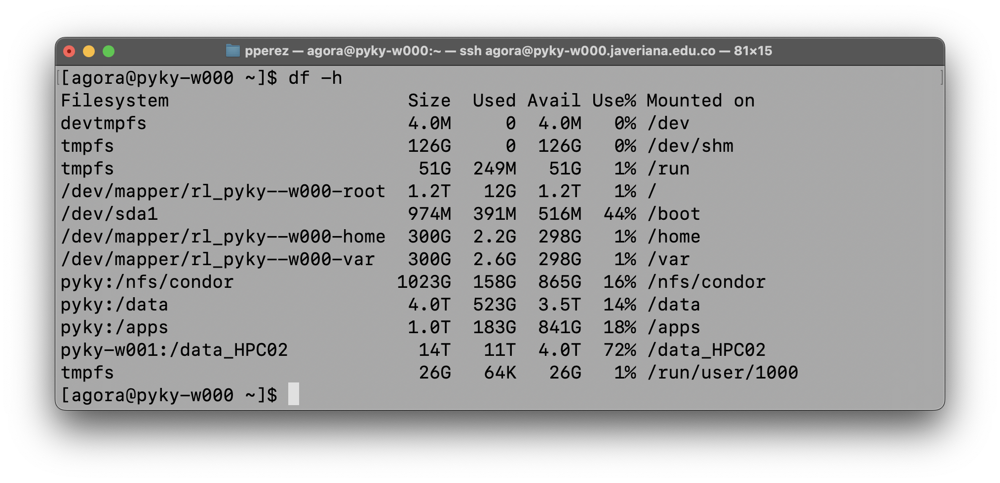 pperez — agora@pyky-w000:~ — ssh agora@pyky-w000.javeriana.edu.co — 81×15
[agora@pyky-w000 ~]$ df -h
Filesystem                      Size  Used Avail Use% Mounted on
devtmpfs                        4.0M     0  4.0M   0% /dev
tmpfs                           126G     0  126G   0% /dev/shm
tmpfs                            51G  249M   51G   1% /run
/dev/mapper/rl_pyky--w000-root  1.2T   12G  1.2T   1% /
/dev/sda1                       974M  391M  516M  44% /boot
/dev/mapper/rl_pyky--w000-home  300G  2.2G  298G   1% /home
/dev/mapper/rl_pyky--w000-var   300G  2.6G  298G   1% /var
pyky:/nfs/condor               1023G  158G  865G  16% /nfs/condor
pyky:/data                      4.0T  523G  3.5T  14% /data
pyky:/apps                      1.0T  183G  841G  18% /apps
pyky-w001:/data_HPC02            14T   11T  4.0T  72% /data_HPC02
tmpfs                            26G   64K   26G   1% /run/user/1000
[agora@pyky-w000 ~]$